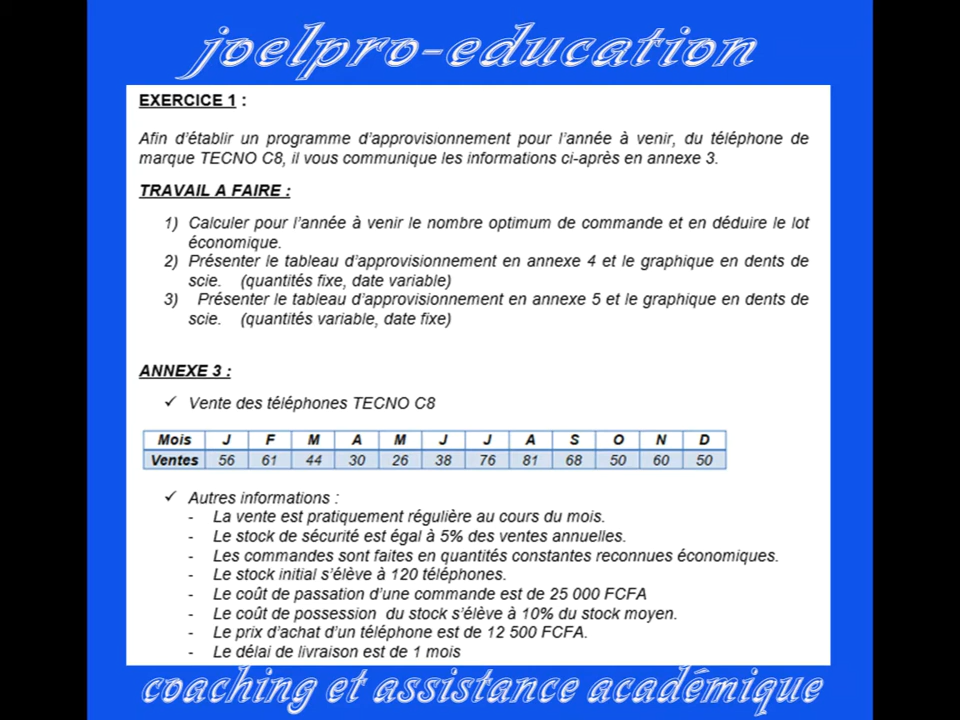 joelpro-education
EXERCICE 1 :
Afin d'établir un programme d'approvisionnement pour l'année à venir, du téléphone de
marque TECNO C8, il vous communique les informations ci-après en annexe 3.
TRAVAIL A FAIRE :
1) Calculer pour l'année à venir le nombre optimum de commande et en déduire le lot
économique.
2) Présenter le tableau d'approvisionnement en annexe 4 et le graphique en dents de
scie. (quantités fixe, date variable)
3) Présenter le tableau d'approvisionnement en annexe 5 et le graphique en dents de
scie. (quantités variable, date fixe)
ANNEXE 3 :
✓ Vente des téléphones TECNO C8
Mois J F M A M J J A S O N D
Ventes 56 61 44 30 26 38 76 81 68 50 60 50
✓ Autres informations :
- La vente est pratiquement régulière au cours du mois.
- Le stock de sécurité est égal à 5% des ventes annuelles.
- Les commandes sont faites en quantités constantes reconnues économiques.
- Le stock initial s'élève à 120 téléphones.
- Le coût de passation d'une commande est de 25 000 FCFA
- Le coût de possession du stock s'élève à 10% du stock moyen.
- Le prix d'achat d'un téléphone est de 12 500 FCFA.
- Le délai de livraison est de 1 mois
coaching et assistance académique